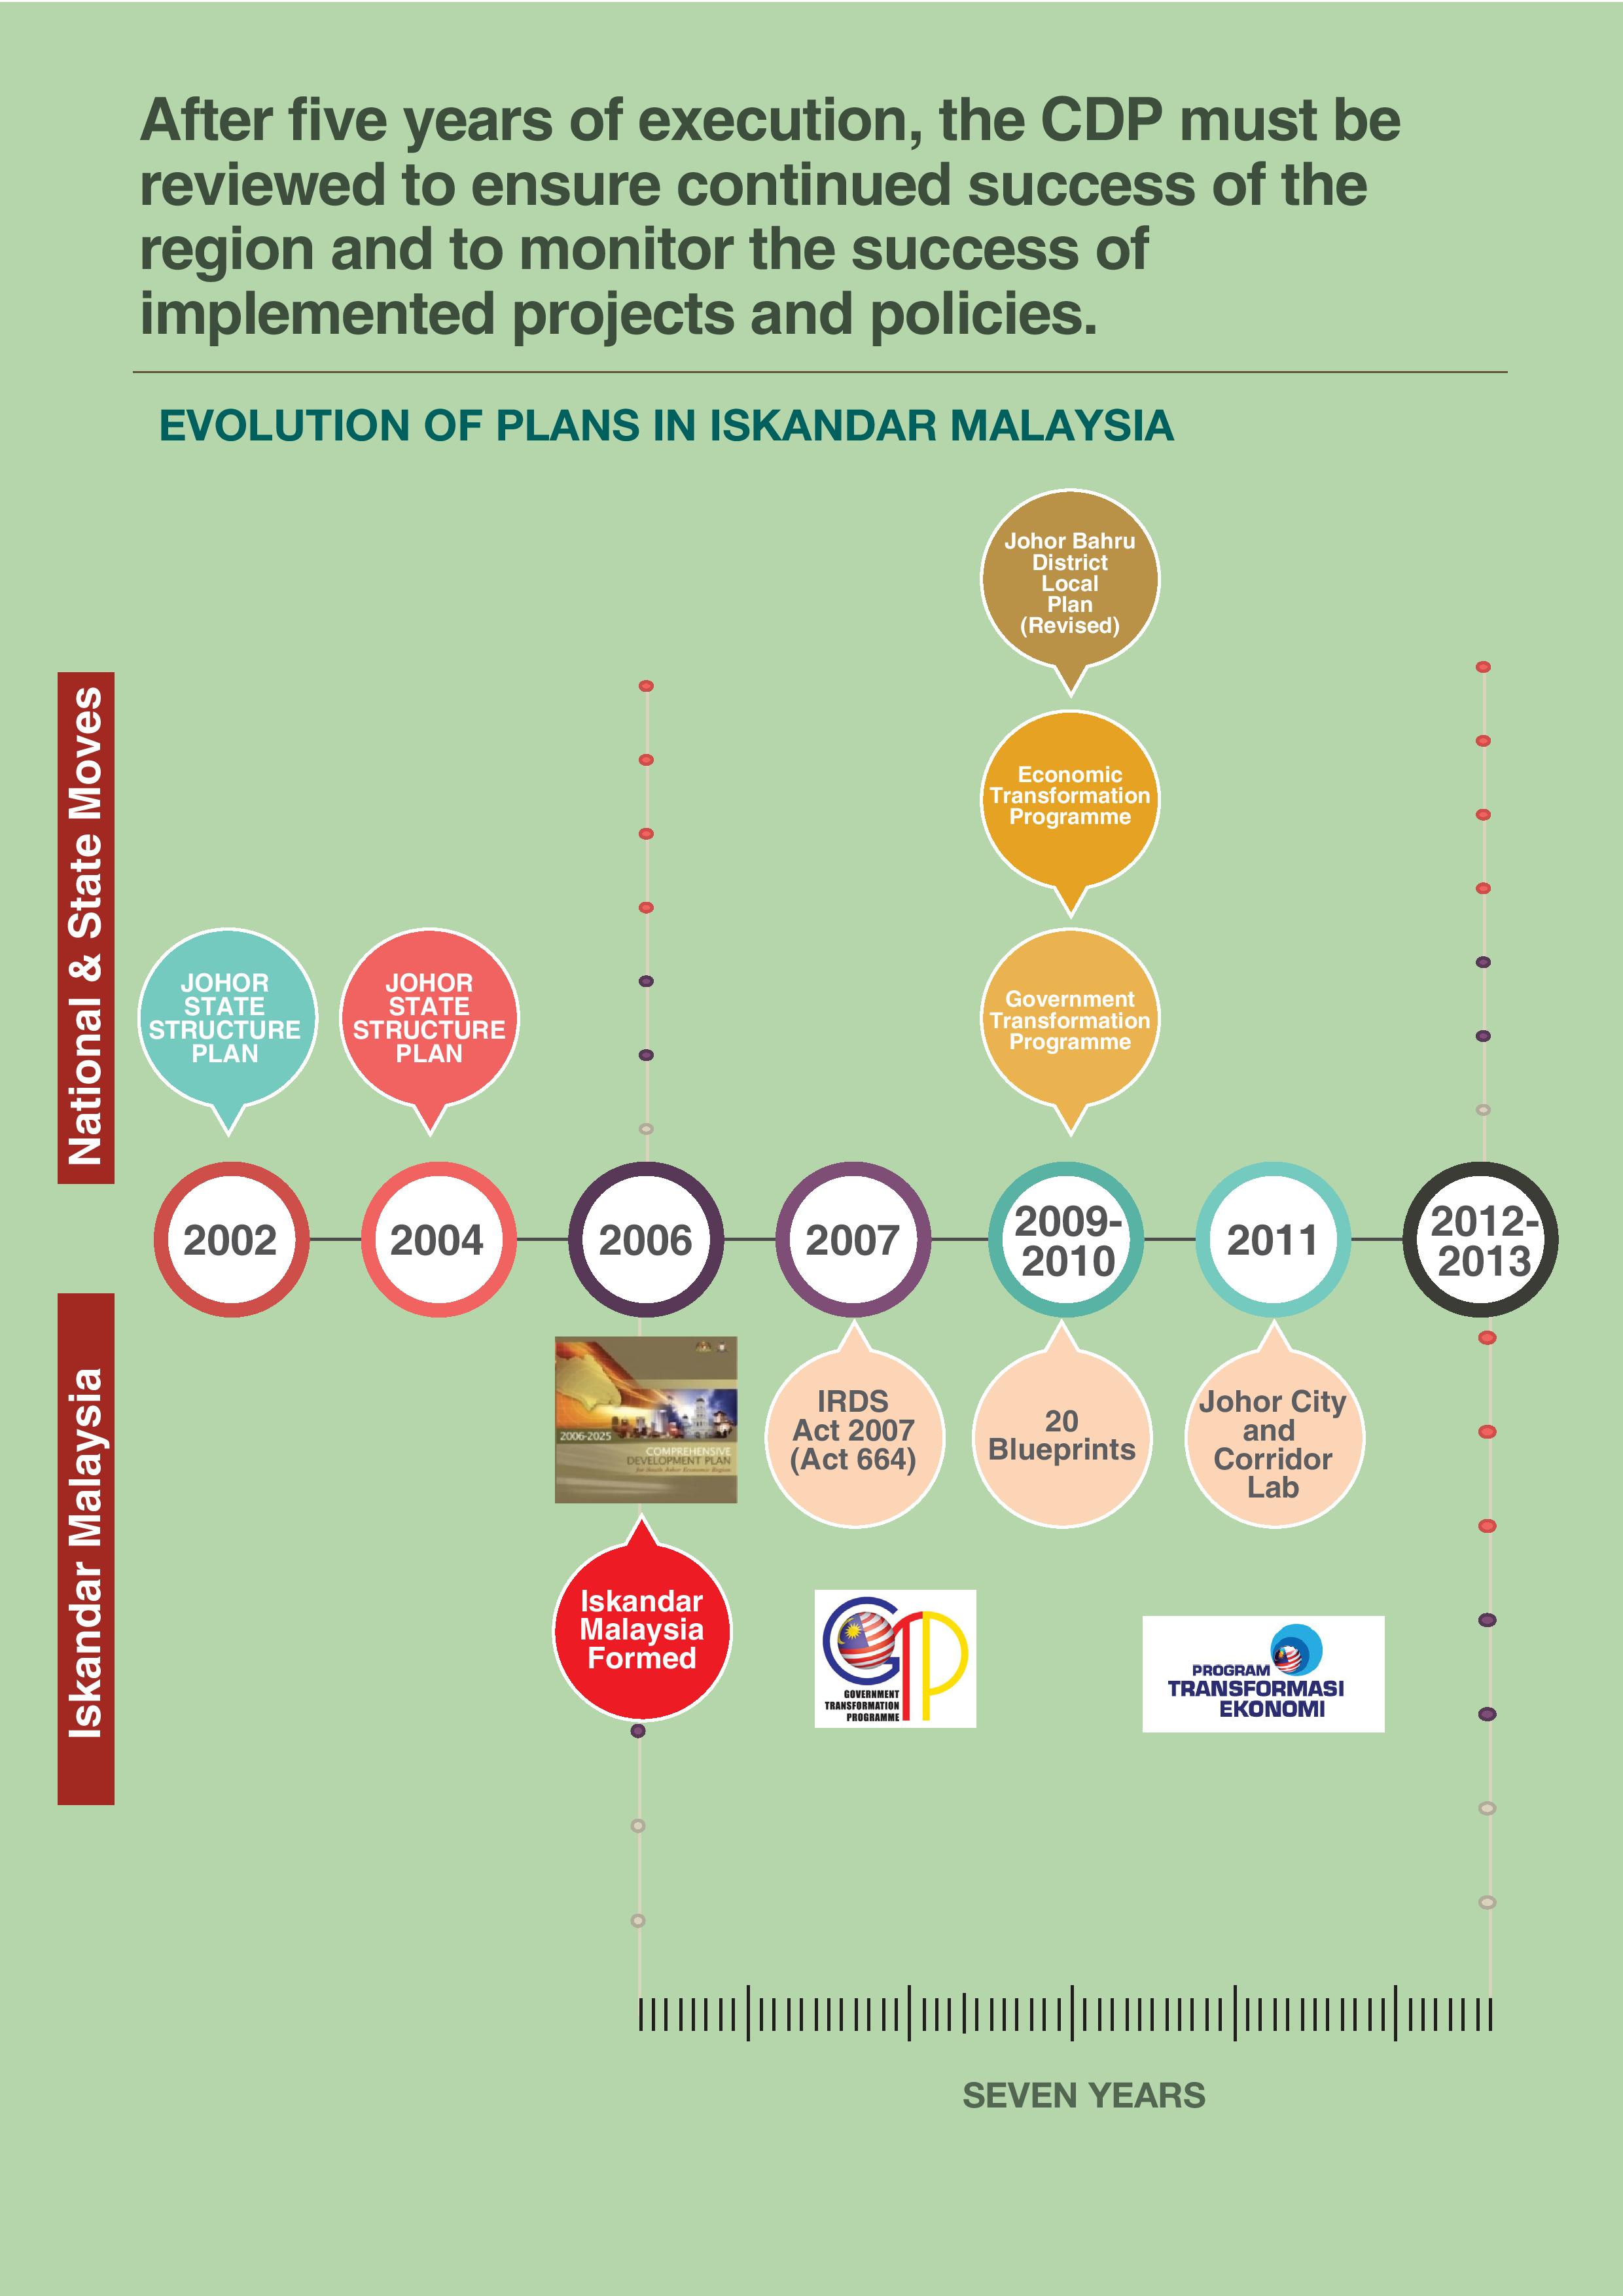 After five years of execution, the CDP must be
reviewed to ensure continued success of the
region and to monitor the success of
implemented projects and policies.
EVOLUTION OF PLANS IN ISKANDAR MALAYSIA
National & State Moves
Johor Bahru
District
Local
Plan
(Revised)
Economic
Transformation
Programme
Government
Transformation
Programme
JOHOR
STATE
STRUCTURE
PLAN
JOHOR
STATE
STRUCTURE
PLAN
2002
2004
2006
2007
2009-
2010
2011
2012-
2013
Iskandar Malaysia
2006-2025
COMPREHENSIVE
DEVELOPMENT PLAN
for South Johor Economic Region
Iskandar
Malaysia
Formed
IRDS
Act 2007
(Act 664)
20
Blueprints
Johor City
and
Corridor
Lab
GTP
GOVERNMENT
TRANSFORMATION
PROGRAMME
PROGRAM
TRANSFORMASI
EKONOMI
SEVEN YEARS